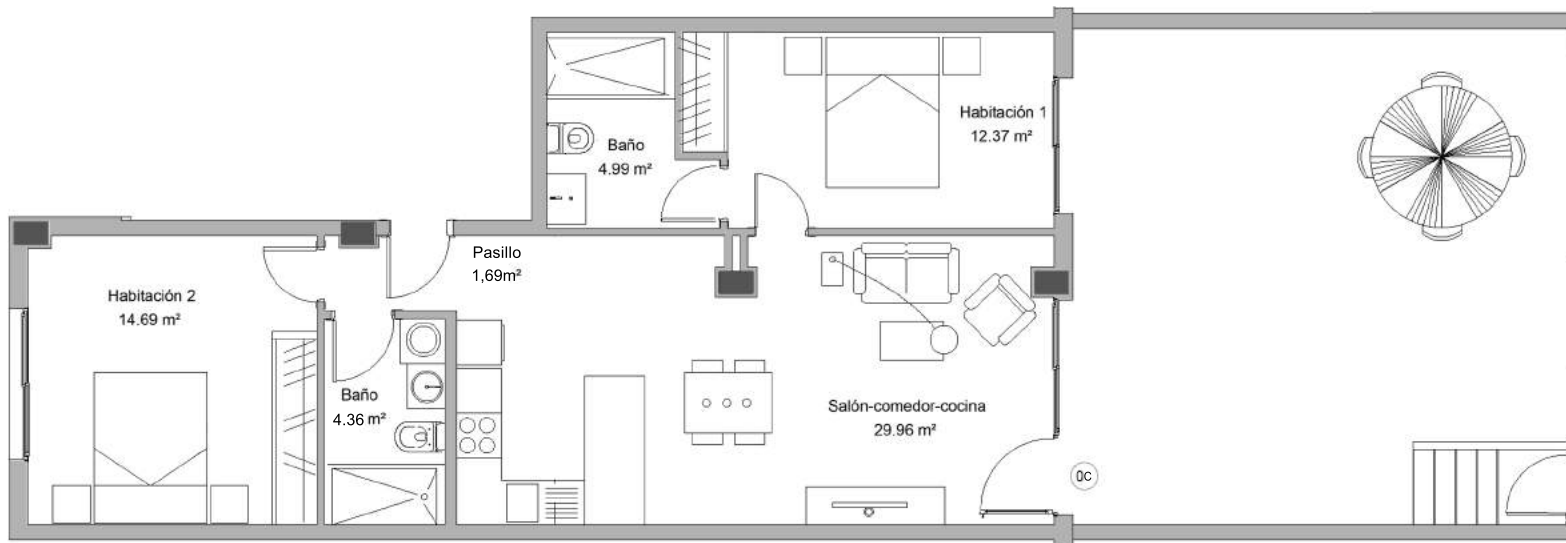 Habitación 1
12.37 m²
Baño
4.99 m²
Pasillo
1,69m²
Habitación 2
14.69 m²
Baño
4.36 m²
Salón-comedor-cocina
29.96 m²
0C